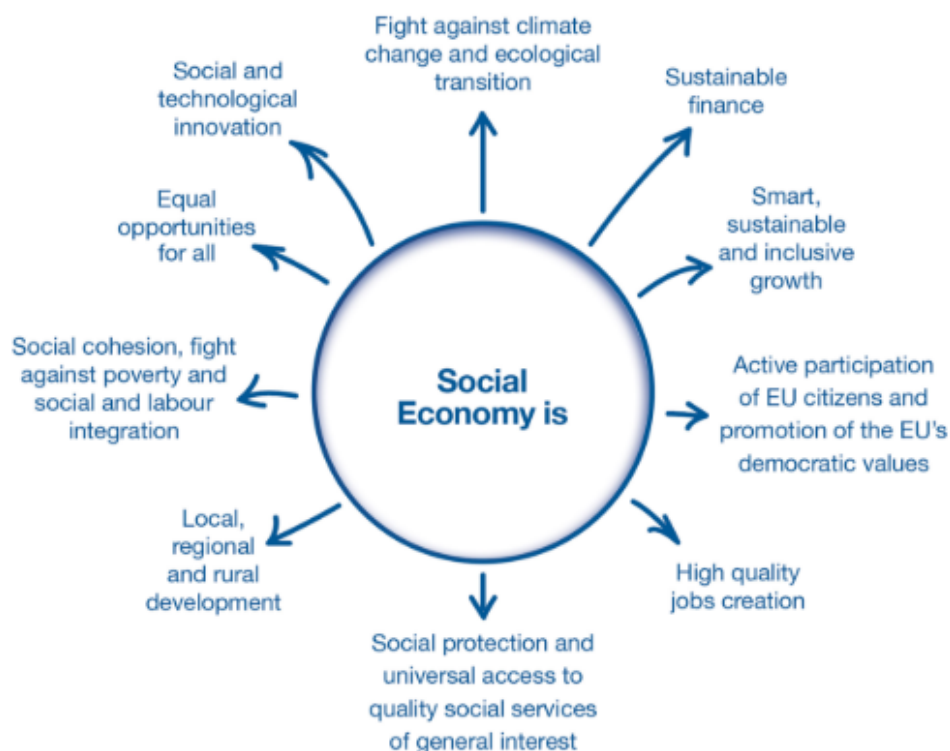 Fight against climate
change and ecological
transition
Sustainable
finance
Smart,
sustainable
and inclusive
growth
Active participation
of EU citizens and
promotion of the EU's
democratic values
High quality
jobs creation
Social protection and
universal access to
quality social services
of general interest
Local,
regional
and rural
development
Social cohesion, fight
against poverty and
social and labour
integration
Equal
opportunities
for all
Social and
technological
innovation
Social
Economy is